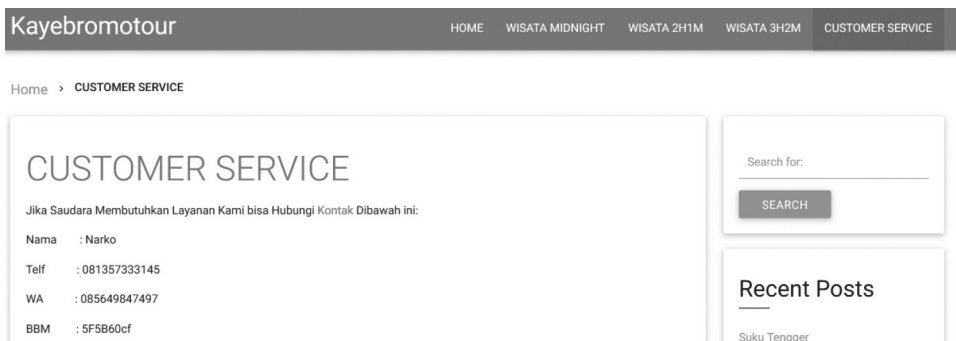 Kayebromotour
HOME WISATA MIDNIGHT WISATA 2H1M WISATA 3H2M CUSTOMER SERVICE
Home > CUSTOMER SERVICE
CUSTOMER SERVICE
Jika Saudara Membutuhkan Layanan Kami bisa Hubungi Kontak Dibawah ini:
Nama : Narko
Telf : 081357333145
WA : 085649847497
BBM : 5F5B60cf
Search for:
SEARCH
Recent Posts
Suku Tengger